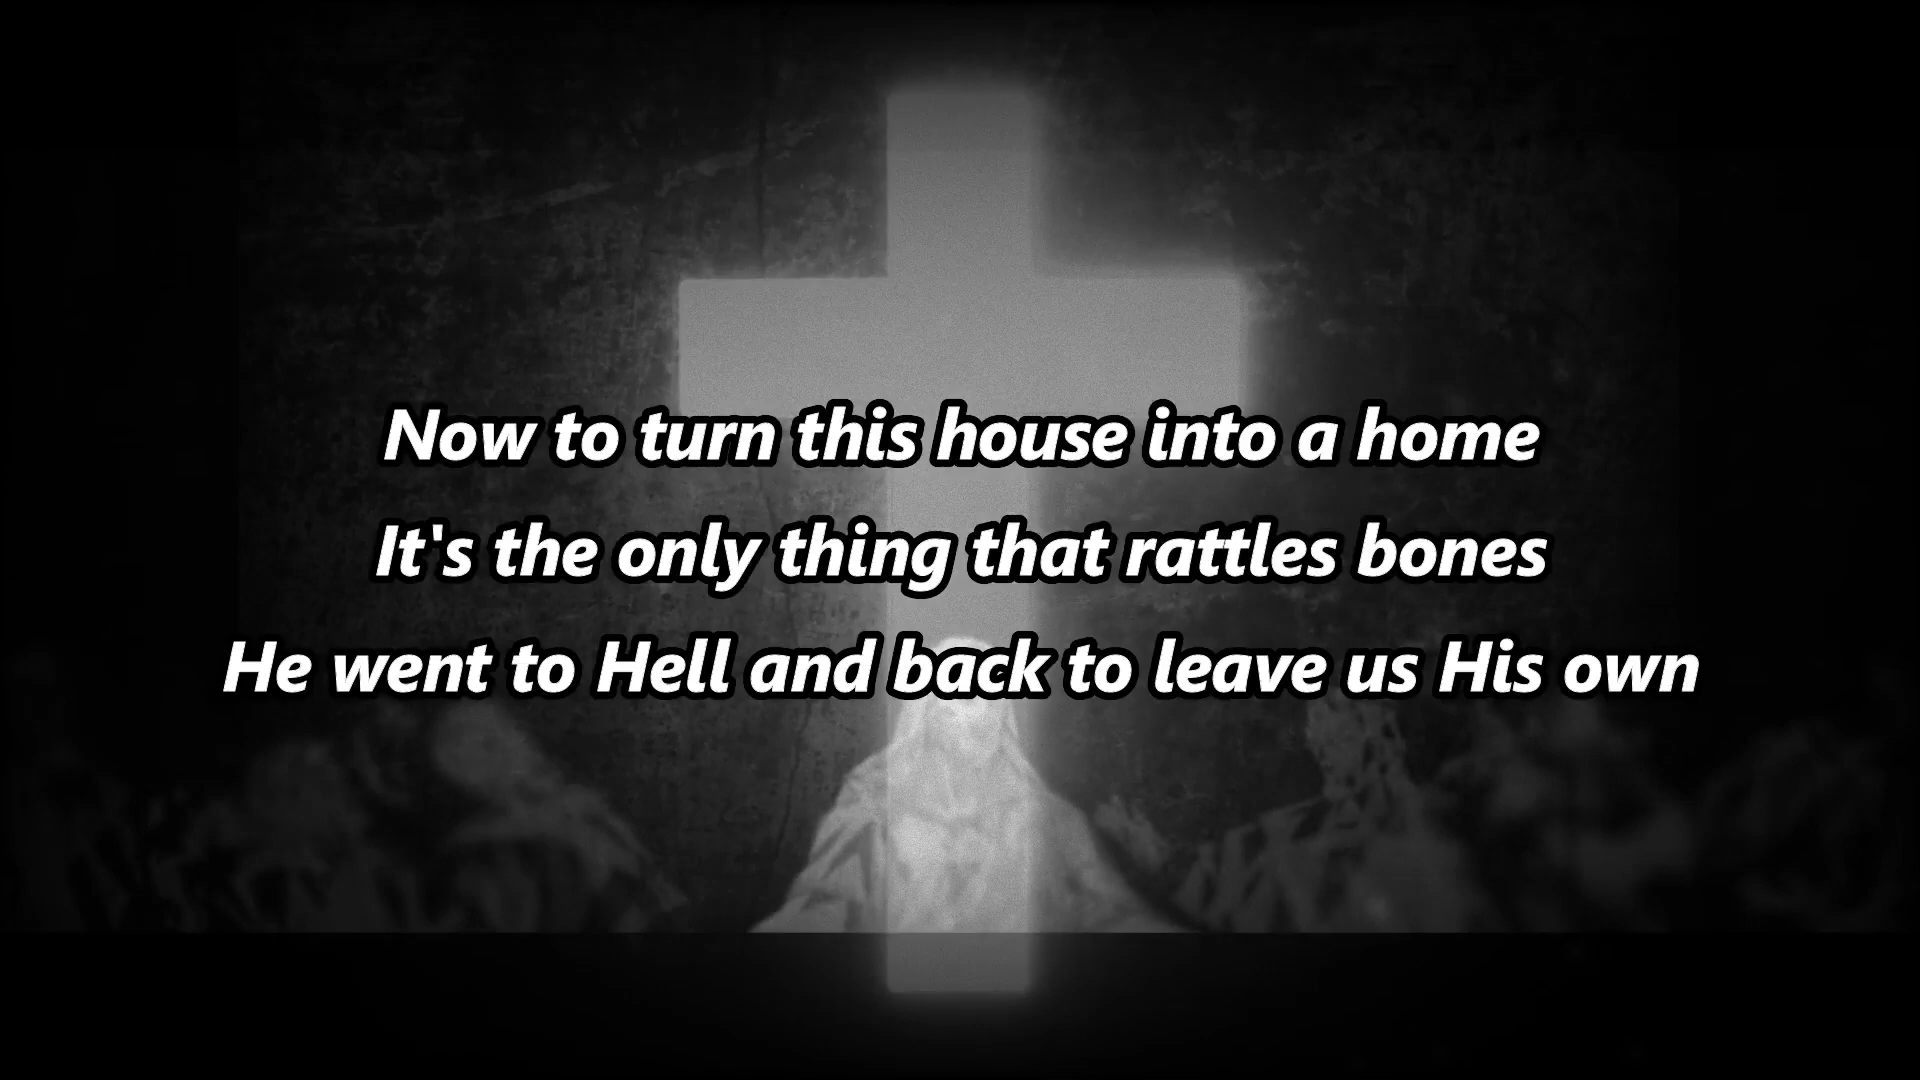 Now to turn this house into a home
It's the only thing that rattles bones
He went to Hell and back to leave us His own